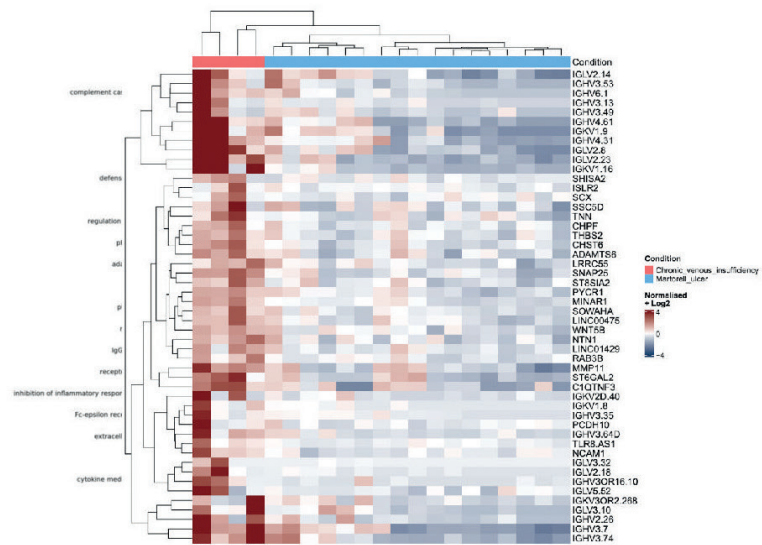 Condition
IGLV2.14
IGHV3.53
complement ca
IGHV6.1
IGHV3.13
IGHV3.49
IGHV4.61
IGKV1.9
IGHV4.31
IGLV2.8
IGLV2.23
IGKV1.16
defens
SHISA2
ISLR2
SCX
SSC5D
regulation
TNN
CHPF
THBS2
pl
CHST6
ADAMTS6
ada
LRRC55
SNAP25
ST8SIA2
PYCR1
MINAR1
p
SOWAHA
LINC00475
r
WNT5B
NTN1
IgG
LINC01429
RAB3B
recept
MMP11
ST6GAL2
C1QTNF3
inhibition of inflammatory respor
IGKV2D.40
IGKV1.8
Fc-epsilon rec
IGHV3.35
PCDH10
extracell
IGHV3.64D
TLR8.AS1
NCAM1
IGLV3.32
cytokine med
IGLV2.18
IGHV3OR16.10
IGLV5.52
IGKV3OR2.268
IGLV3.10
IGHV2.26
IGHV3.7
IGHV3.74
Condition
Chronic_venous_insufficiency
Martorell_ulcer
Normalised
+ Log2
4
0
−4